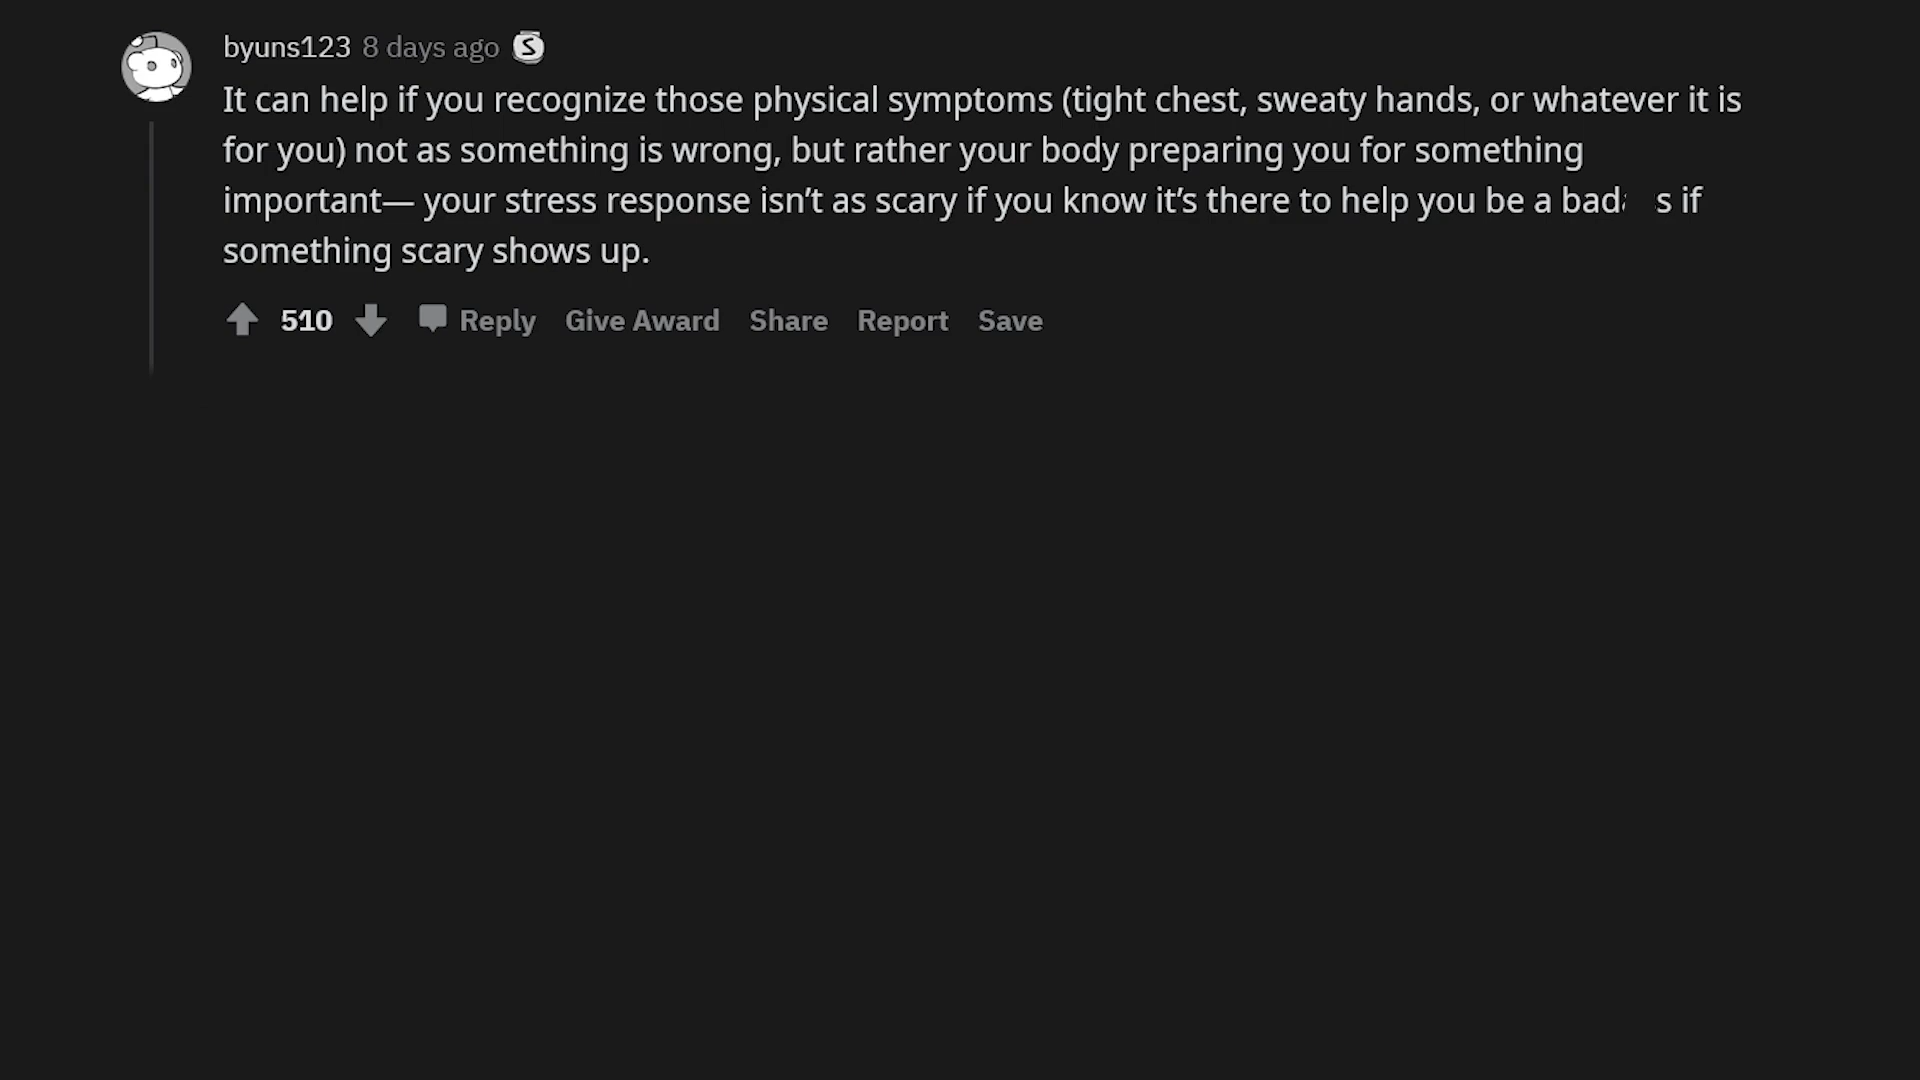 byuns123 8 days ago
It can help if you recognize those physical symptoms (tight chest, sweaty hands, or whatever it is
for you) not as something is wrong, but rather your body preparing you for something
important— your stress response isn’t as scary if you know it’s there to help you be a bad s if
something scary shows up.
510 Reply Give Award Share Report Save